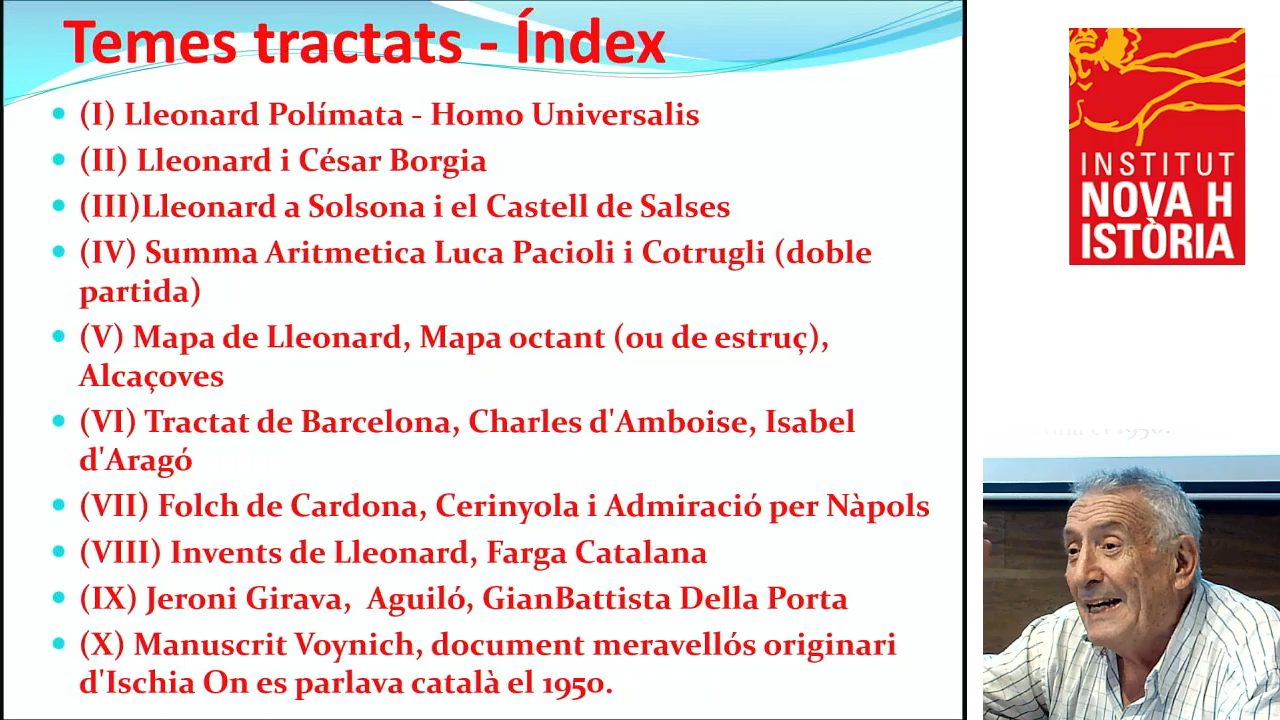 Temes tractats - Índex
(I) Lleonard Polímata - Homo Universalis
(II) Lleonard i César Borgia
(III)Lleonard a Solsona i el Castell de Salses
(IV) Summa Aritmetica Luca Pacioli i Cotrugli (doble
partida)
(V) Mapa de Lleonard, Mapa octant (ou de estruç),
Alcaçoves
(VI) Tractat de Barcelona, Charles d'Amboise, Isabel
d'Aragó
(VII) Folch de Cardona, Cerinyola i Admiració per Nàpols
(VIII) Invents de Lleonard, Farga Catalana
(IX) Jeroni Girava,  Aguiló, GianBattista Della Porta
(X) Manuscrit Voynich, document meravellós originari
d'Ischia On es parlava català el 1950.
INSTITUT
NOVA H
ISTÒRIA
el 1950.